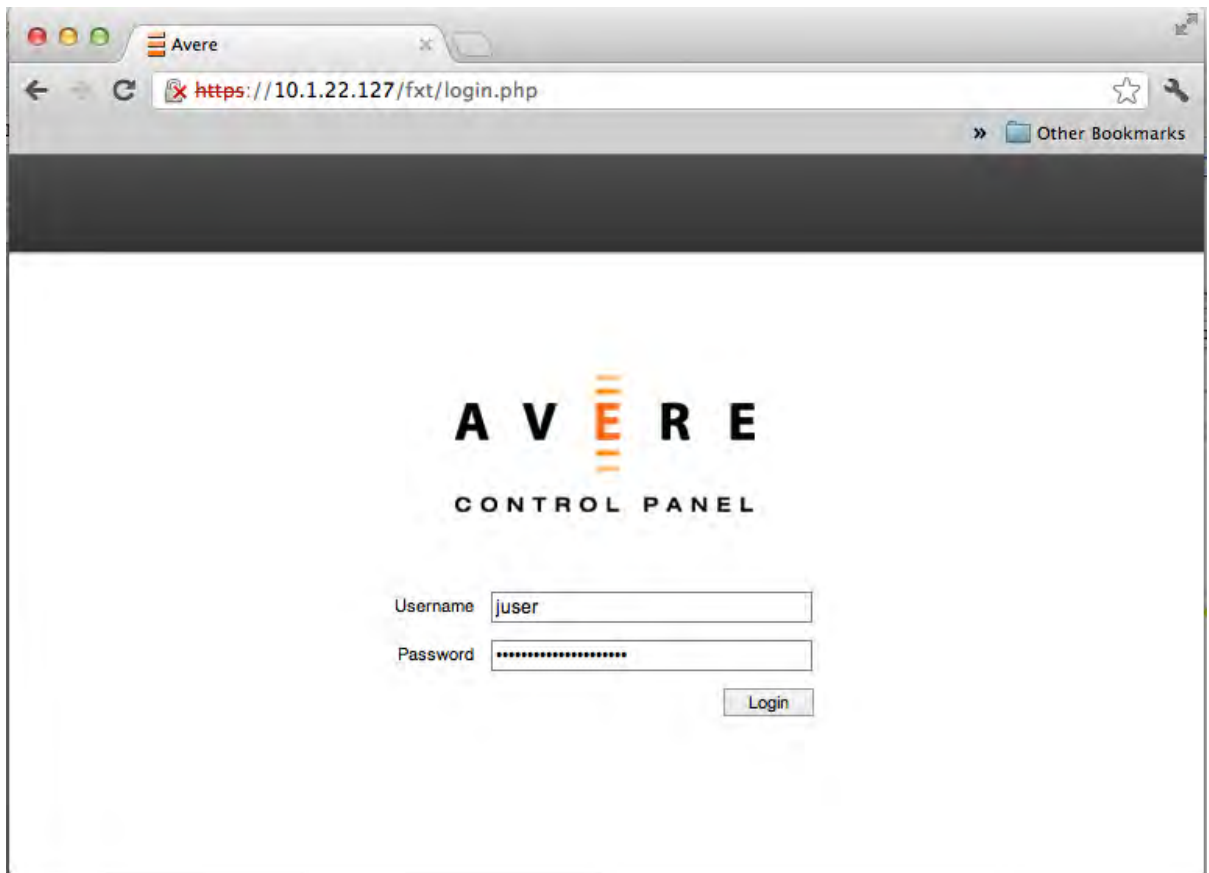 Avere
https://10.1.22.127/fxt/login.php
» Other Bookmarks
AVERE
CONTROL PANEL
Username juser
Password •••••••••••••••••••••
Login